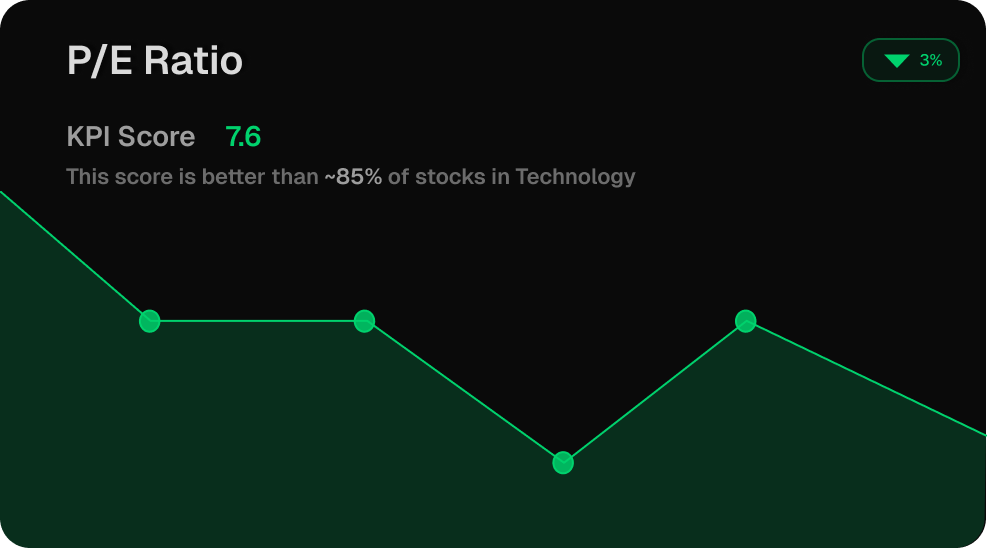 P/E Ratio
3%
KPI Score 7.6
This score is better than ~85% of stocks in Technology